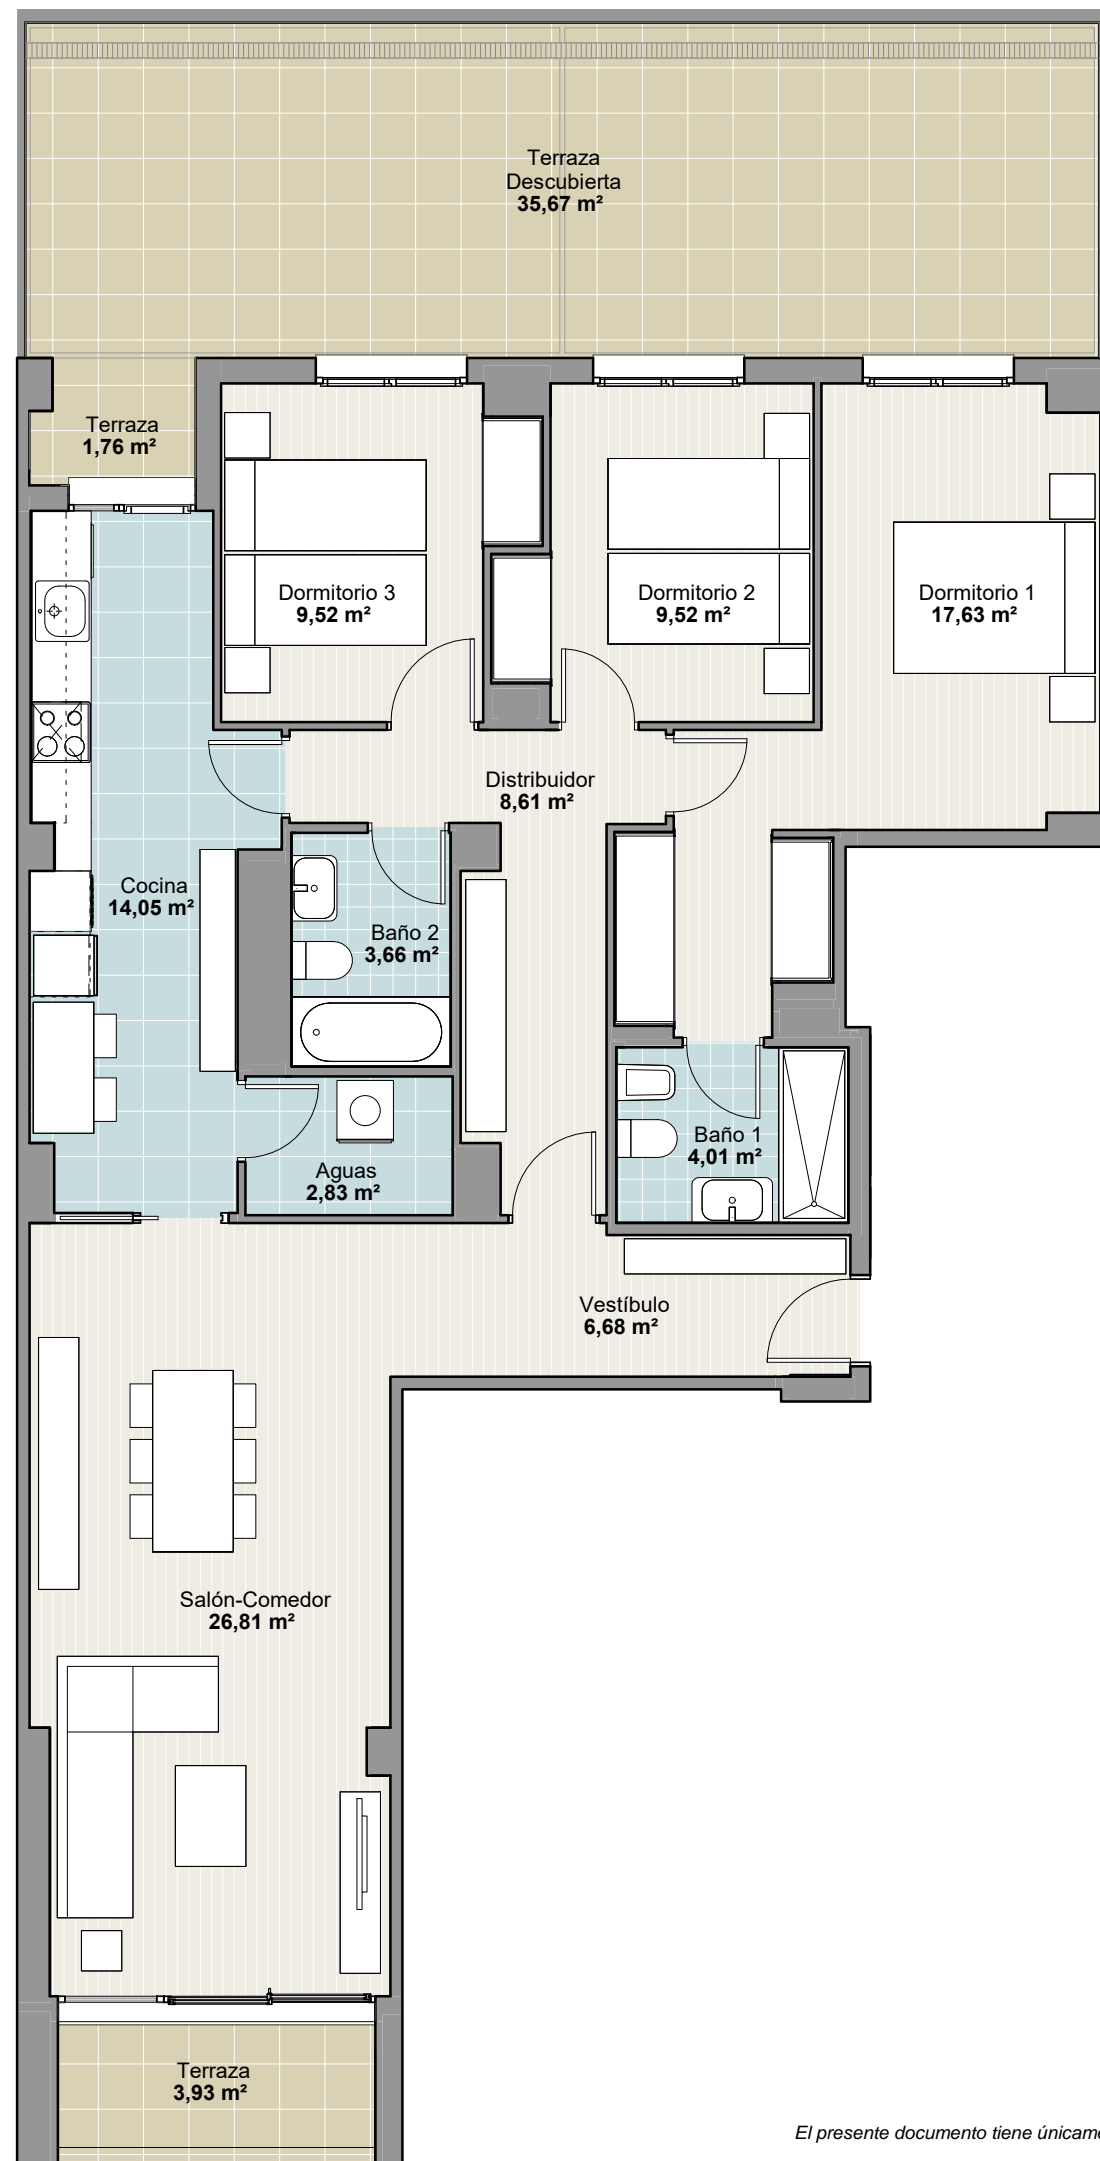 Terraza
Descubierta
35,67 m²
Terraza
1,76 m²
Dormitorio 3
9,52 m²
Dormitorio 2
9,52 m²
Dormitorio 1
17,63 m²
Distribuidor
8,61 m²
Cocina
14,05 m²
Baño 2
3,66 m²
Baño 1
4,01 m²
Aguas
2,83 m²
Vestíbulo
6,68 m²
Salón-Comedor
26,81 m²
Terraza
3,93 m²
El presente documento tiene únicame